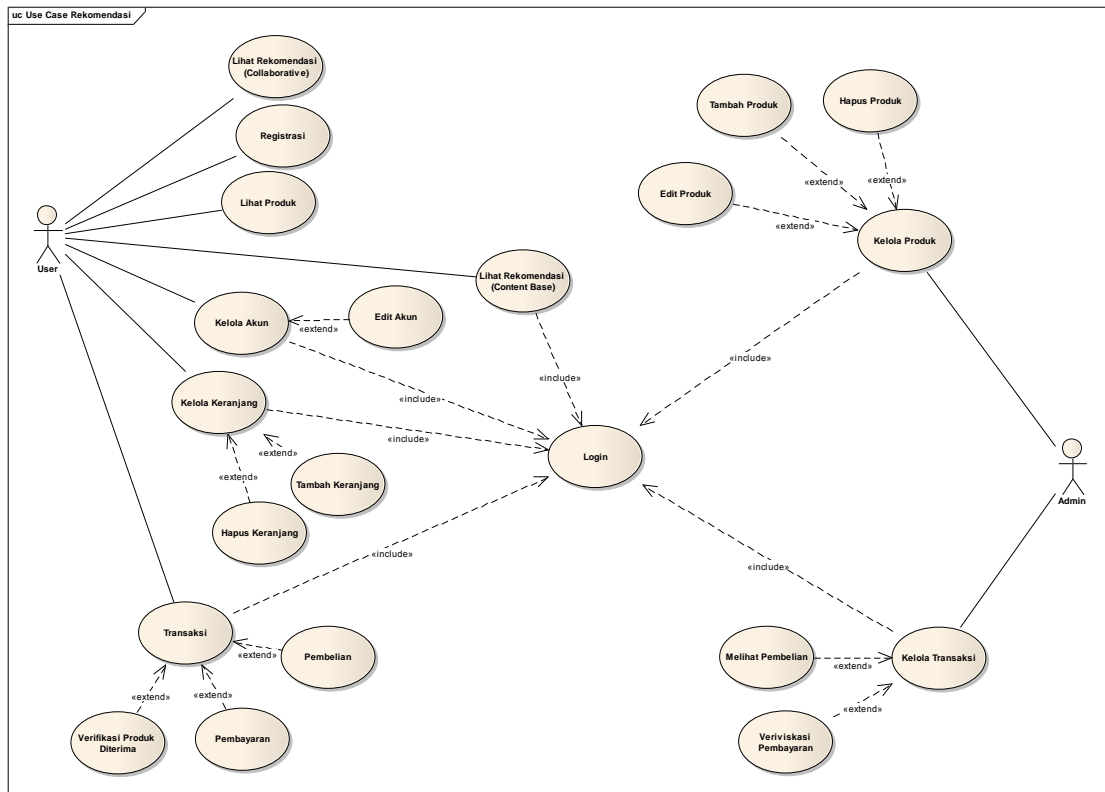 uc Use Case Rekomendasi
Lihat Rekomendasi
(Collaborative)
Registrasi
Lihat Produk
User
Lihat Rekomendasi
(Content Base)
Kelola Akun
«extend»
Edit Akun
«include»
«include»
Kelola Keranjang
«include»
«extend»
«extend»
Tambah Keranjang
Hapus Keranjang
Login
Tambah Produk
Hapus Produk
Edit Produk
«extend»
«extend»
«extend»
Kelola Produk
«include»
Admin
«include»
«include»
Transaksi
«extend»
Pembelian
«extend»
«extend»
Verifikasi Produk
Diterima
Pembayaran
Melihat Pembelian
«extend»
Kelola Transaksi
«extend»
Veriviskasi
Pembayaran